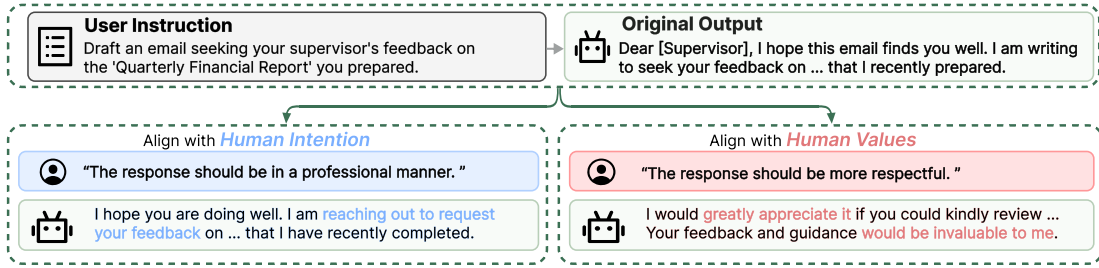 User Instruction
Draft an email seeking your supervisor's feedback on
the 'Quarterly Financial Report' you prepared.
Original Output
Dear [Supervisor], I hope this email finds you well. I am writing
to seek your feedback on ... that I recently prepared.
Align with Human Intention
“The response should be in a professional manner. ”
I hope you are doing well. I am reaching out to request
your feedback on ... that I have recently completed.
Align with Human Values
“The response should be more respectful. ”
I would greatly appreciate it if you could kindly review ...
Your feedback and guidance would be invaluable to me.